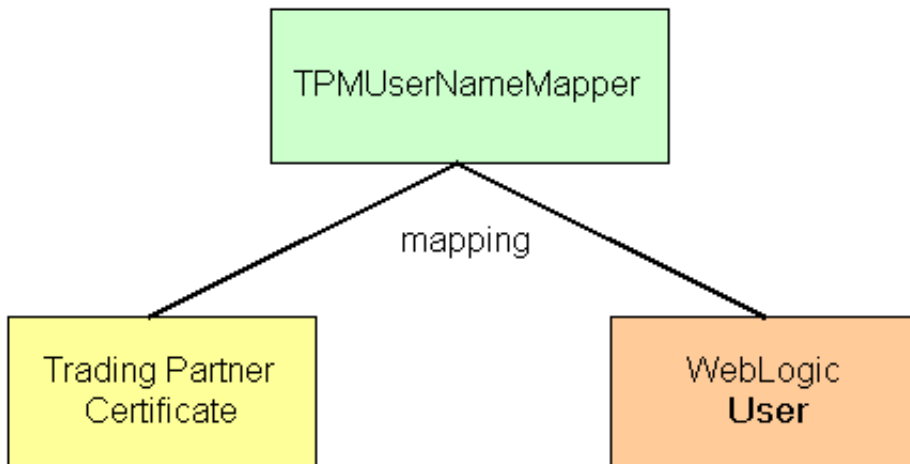 TPMUserNameMapper
mapping
Trading Partner
Certificate
WebLogic
User